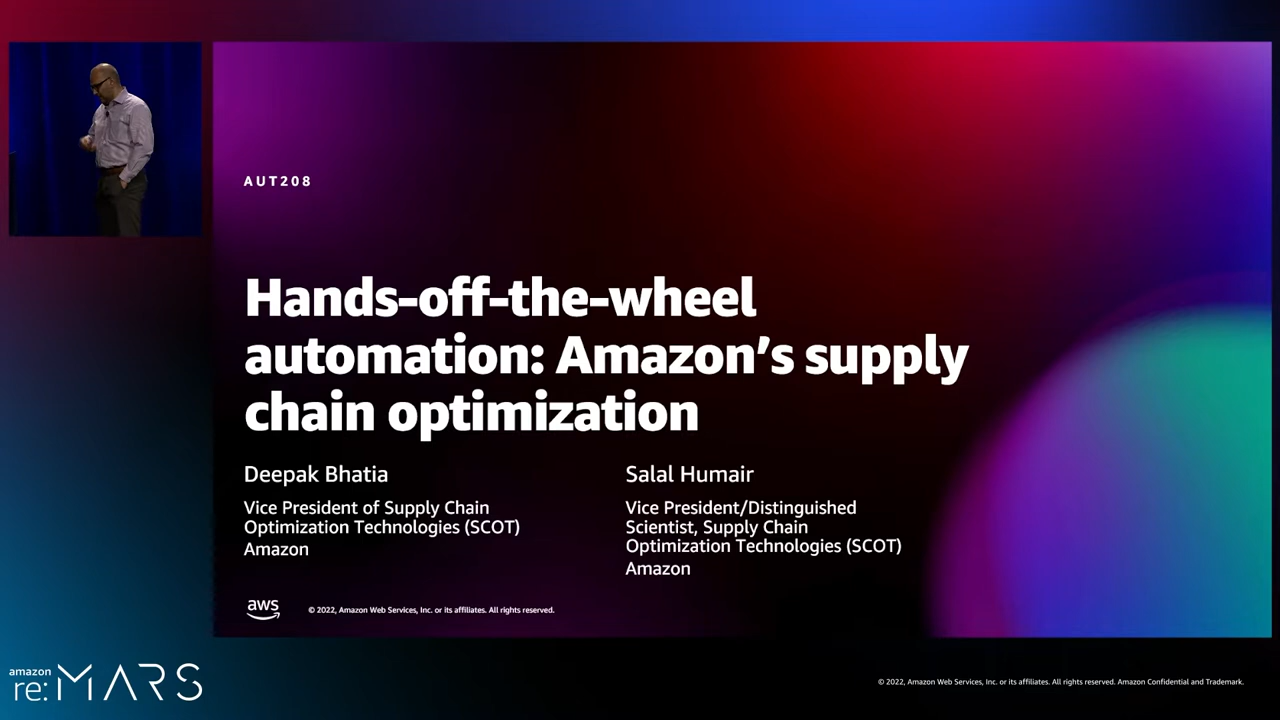 AUT208
Hands-off-the-wheel
automation: Amazon’s supply
chain optimization
Deepak Bhatia
Vice President of Supply Chain
Optimization Technologies (SCOT)
Amazon
Salal Humair
Vice President/Distinguished
Scientist, Supply Chain
Optimization Technologies (SCOT)
Amazon
aws
© 2022, Amazon Web Services, Inc. or its affiliates. All rights reserved.
amazon
re:MARS
© 2022, Amazon Web Services, Inc. or its affiliates. All rights reserved. Amazon Confidential and Trademark.